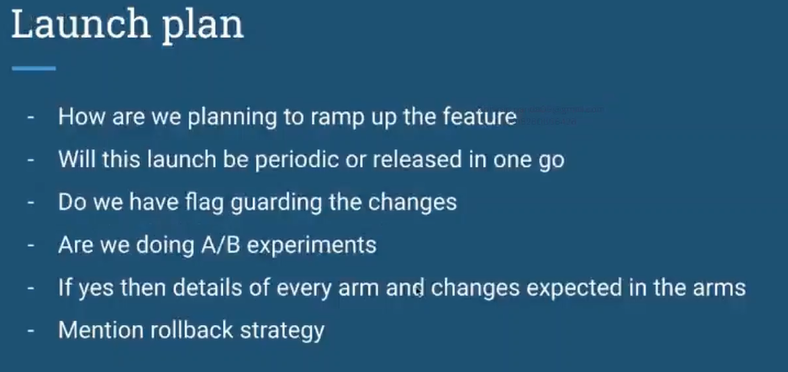 Launch plan
- How are we planning to ramp up the feature
- Will this launch be periodic or released in one go
- Do we have flag guarding the changes
- Are we doing A/B experiments
- If yes then details of every arm and changes expected in the arms
- Mention rollback strategy